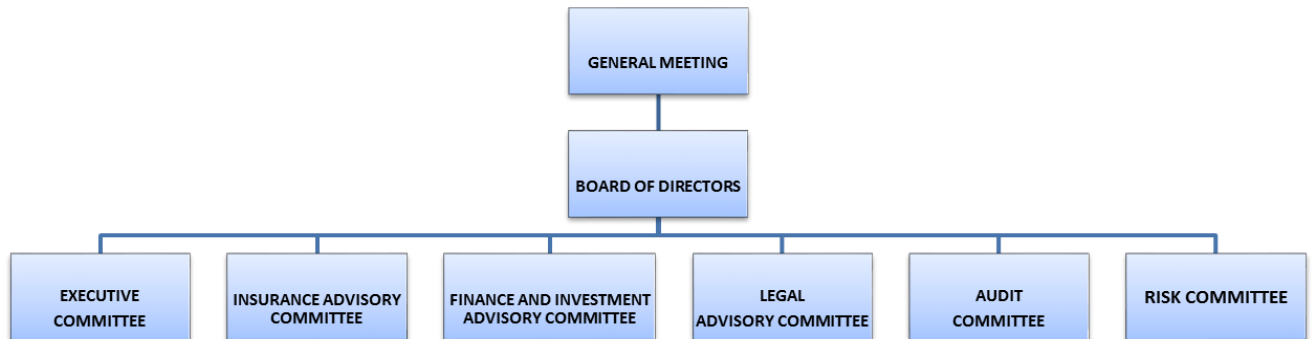 GENERAL MEETING
BOARD OF DIRECTORS
EXECUTIVE
COMMITTEE
INSURANCE ADVISORY
COMMITTEE
FINANCE AND INVESTMENT
ADVISORY COMMITTEE
LEGAL
ADVISORY COMMITTEE
AUDIT
COMMITTEE
RISK COMMITTEE